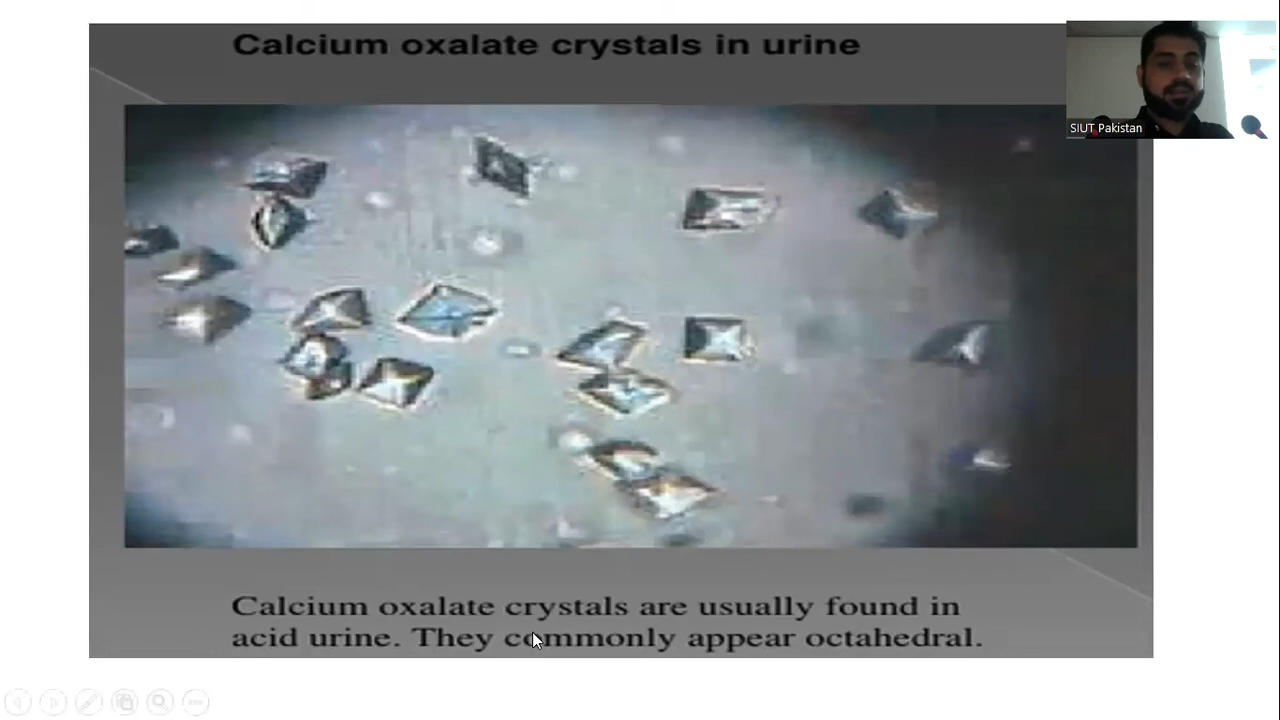 Calcium oxalate crystals in urine
SIUT Pakistan
Calcium oxalate crystals are usually found in
acid urine. They commonly appear octahedral.